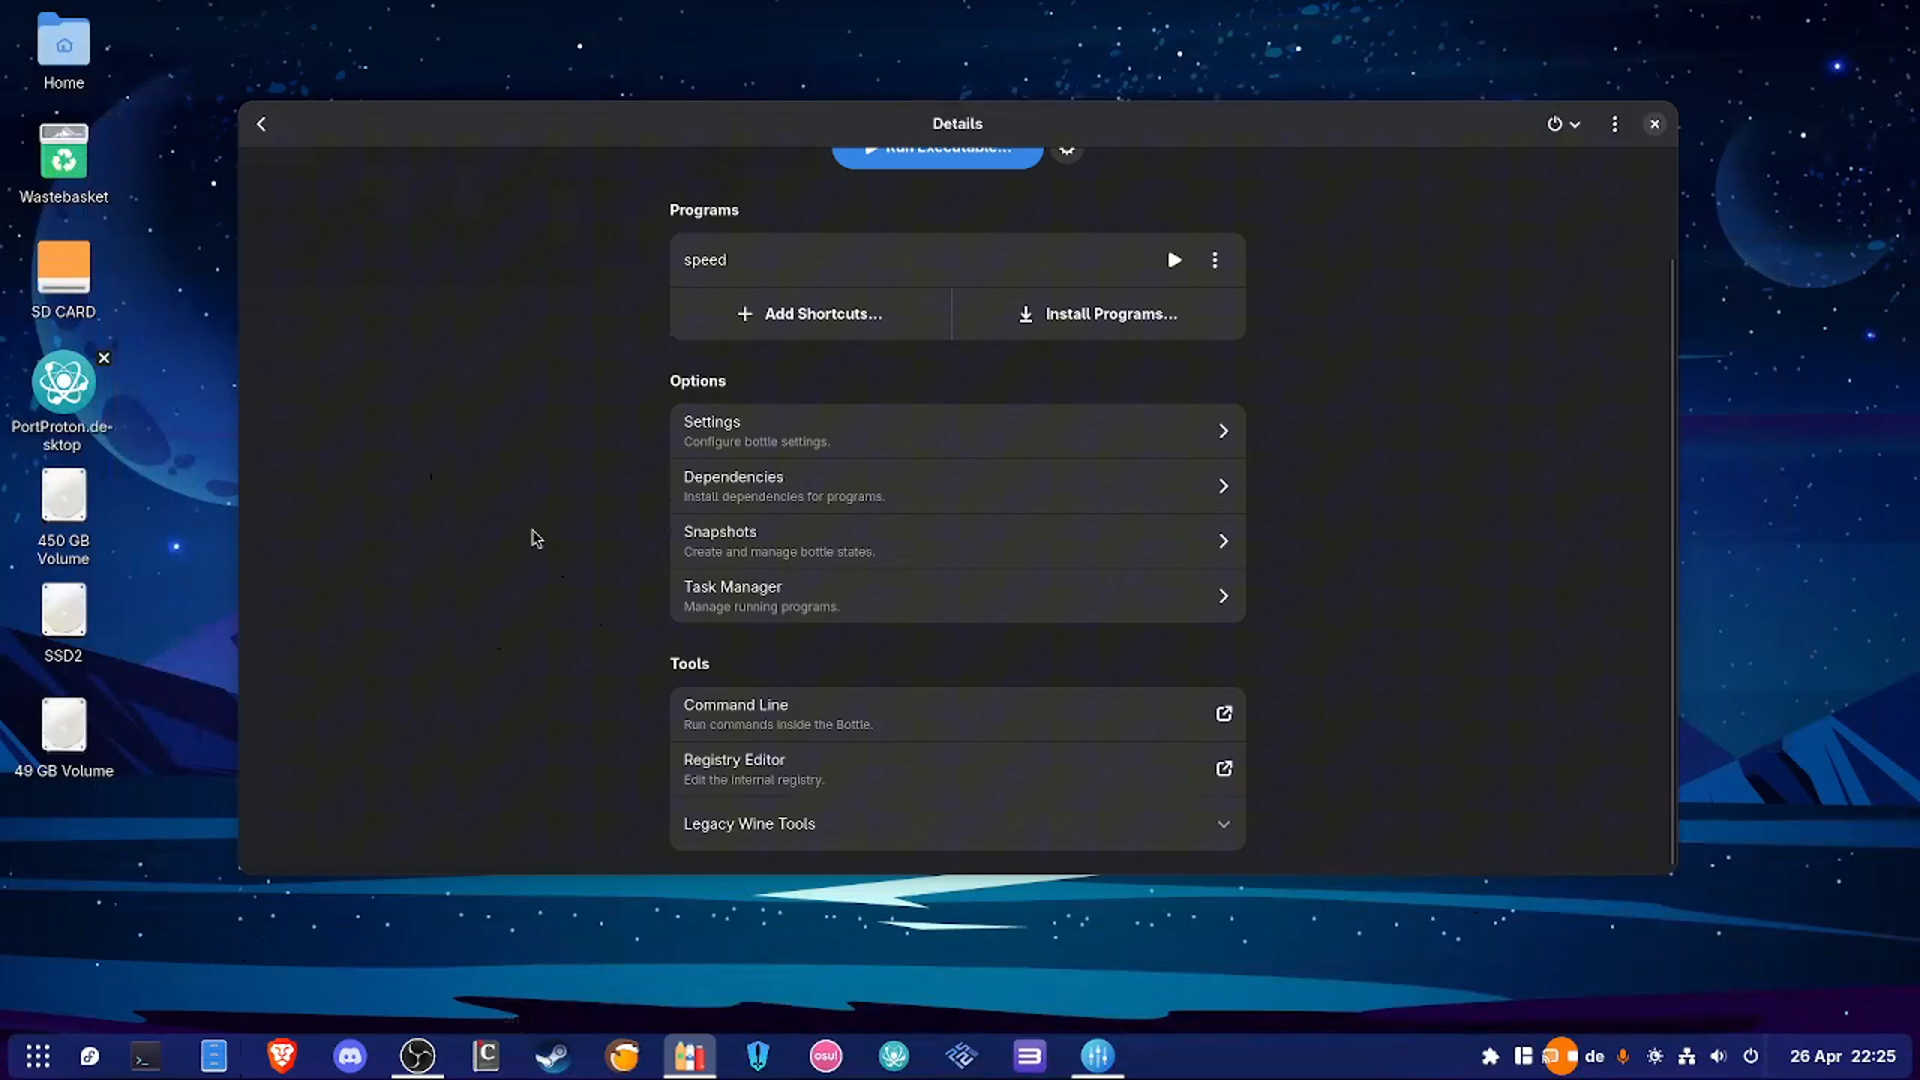 Home
Wastebasket
SD CARD
PortProton.de-
sktop
450 GB
Volume
SSD2
49 GB Volume
Details
Run Executable...
Programs
speed
Add Shortcuts...
Install Programs...
Options
Settings
Configure bottle settings.
Dependencies
Install dependencies for programs.
Snapshots
Create and manage bottle states.
Task Manager
Manage running programs.
Tools
Command Line
Run commands inside the Bottle.
Registry Editor
Edit the internal registry.
Legacy Wine Tools
osu!
de
26 Apr 22:25